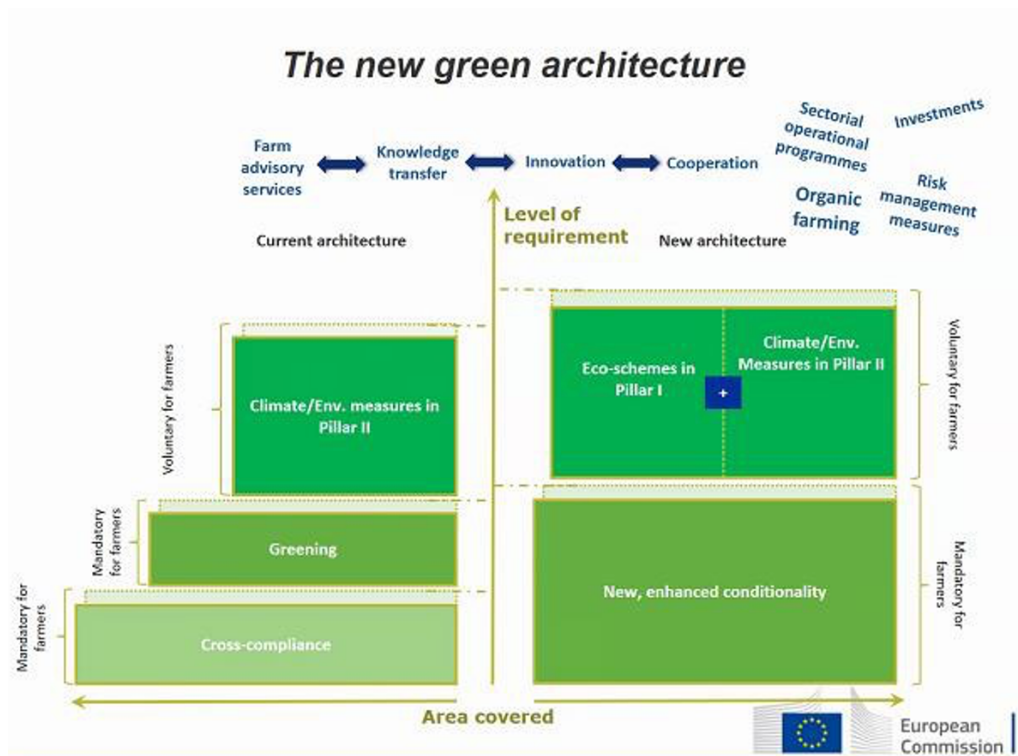 The new green architecture
Sectorial
operational
programmes
Investments
Farm
advisory
services
Knowledge
transfer
Innovation
Cooperation
Organic
farming
Risk
management
measures
Level of
requirement
Current architecture
New architecture
Voluntary for farmers
Climate/Env. measures in
Pillar II
Eco-schemes in
Pillar I
+
Climate/Env.
Measures in Pillar II
Voluntary for farmers
Mandatory
for farmers
Greening
Mandatory for
farmers
Cross-compliance
New, enhanced conditionality
Mandatory for
farmers
Area covered
European
Commission